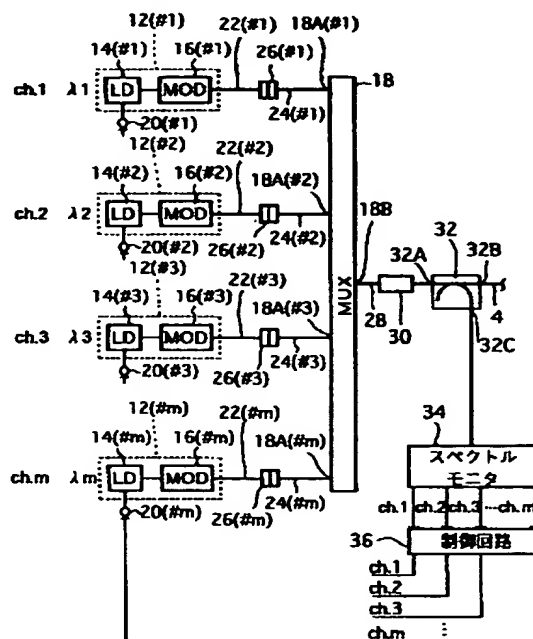 12(#1)
22(#1)
18A(#1)
14(#1)
16(#1)
26(#1)
18
ch.1 λ1 LD MOD
24(#1)
20(#1)
12(#2)
22(#2)
14(#2)
16(#2)
18A(#2)
ch.2 λ2 LD MOD
26(#2)
24(#2)
20(#2)
12(#3)
22(#3)
14(#3)
16(#3)
18A(#3)
ch.3 λ3 LD MOD
26(#3)
24(#3)
20(#3)
12(#m)
22(#m)
14(#m)
16(#m)
18A(#m)
ch.m λm LD MOD
26(#m)
24(#m)
20(#m)
MUX
18B
28
30
32A
32
32B
4
32C
34
スペクトル
モニタ
ch.1 ch.2 ch.3 …ch.m
36
制御回路
ch.1
ch.2
ch.3
⋮
ch.m